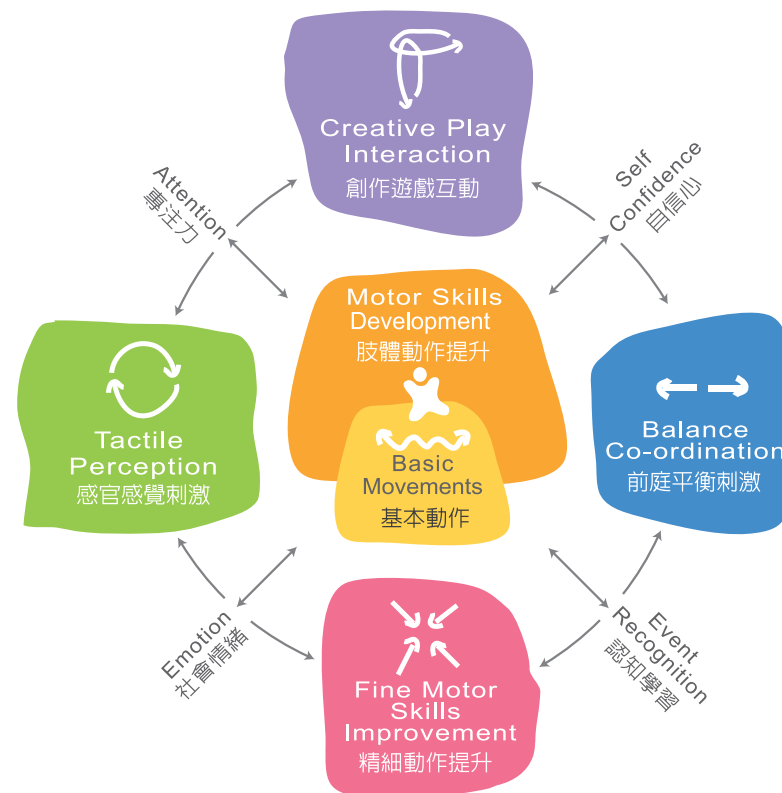 Creative Play
Interaction
創作遊戲互動
Attention
專注力
Self
Confidence
自信心
Motor Skills
Development
肢體動作提升
Tactile
Perception
感官感覺刺激
Basic
Movements
基本動作
Balance
Co-ordination
前庭平衡刺激
Emotion
社會情緒
Event
Recognition
認知學習
Fine Motor
Skills
Improvement
精細動作提升